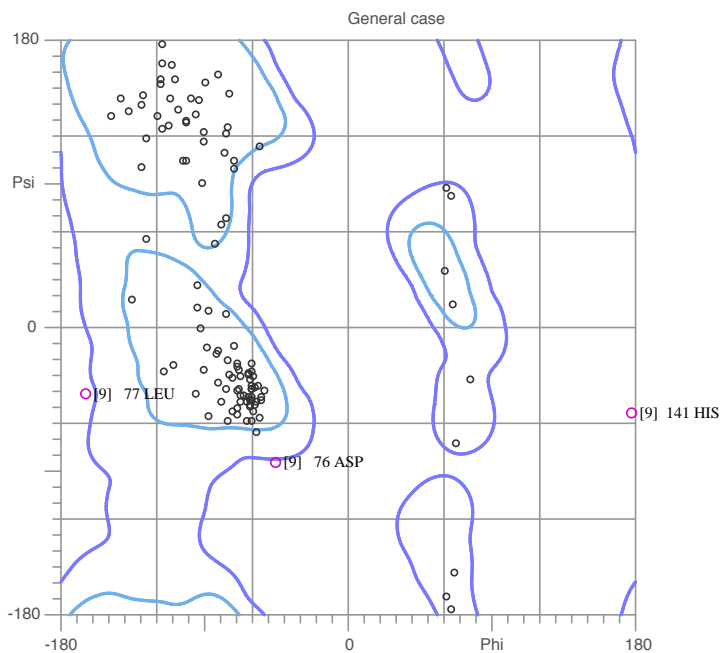 General case
180
Psi
0
[9] 77 LEU
[9] 141 HIS
[9] 76 ASP
-180
-180
0
Phi
180